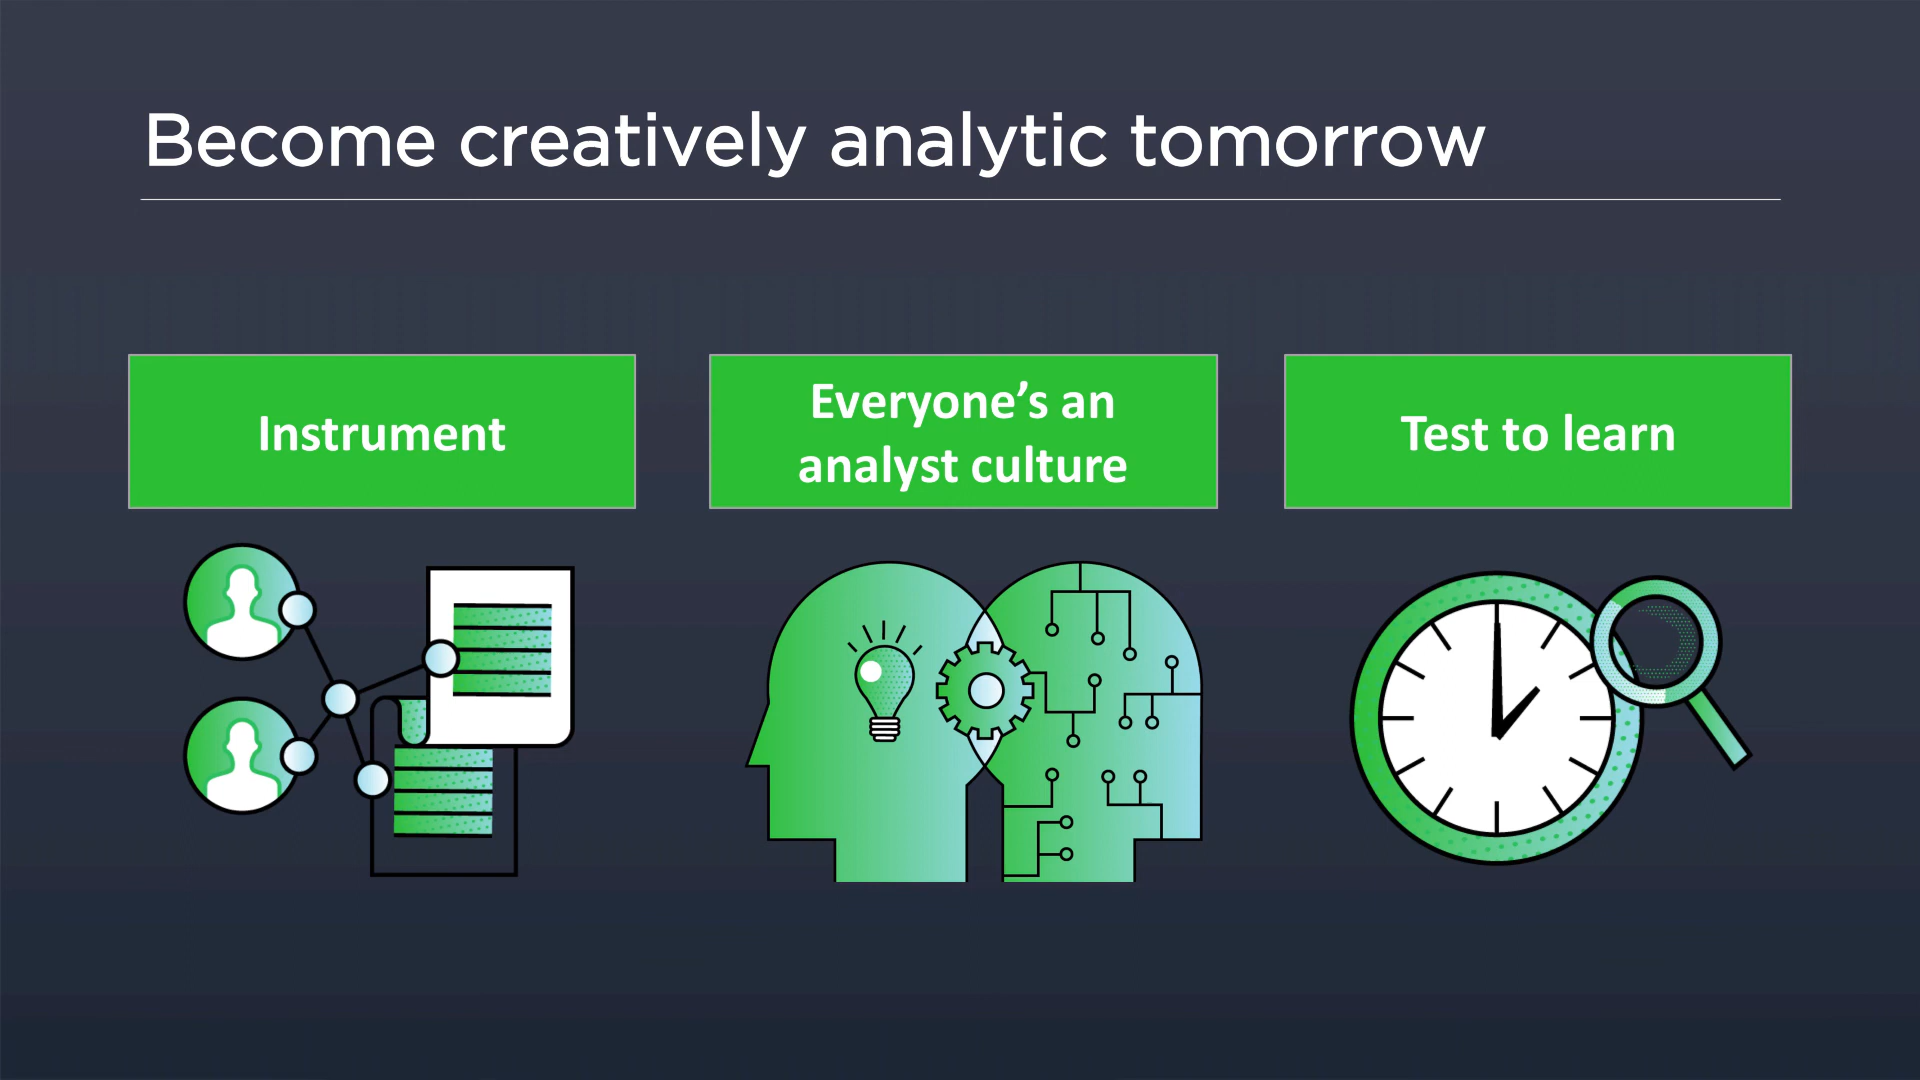 Become creatively analytic tomorrow
Instrument
Everyone’s an
analyst culture
Test to learn